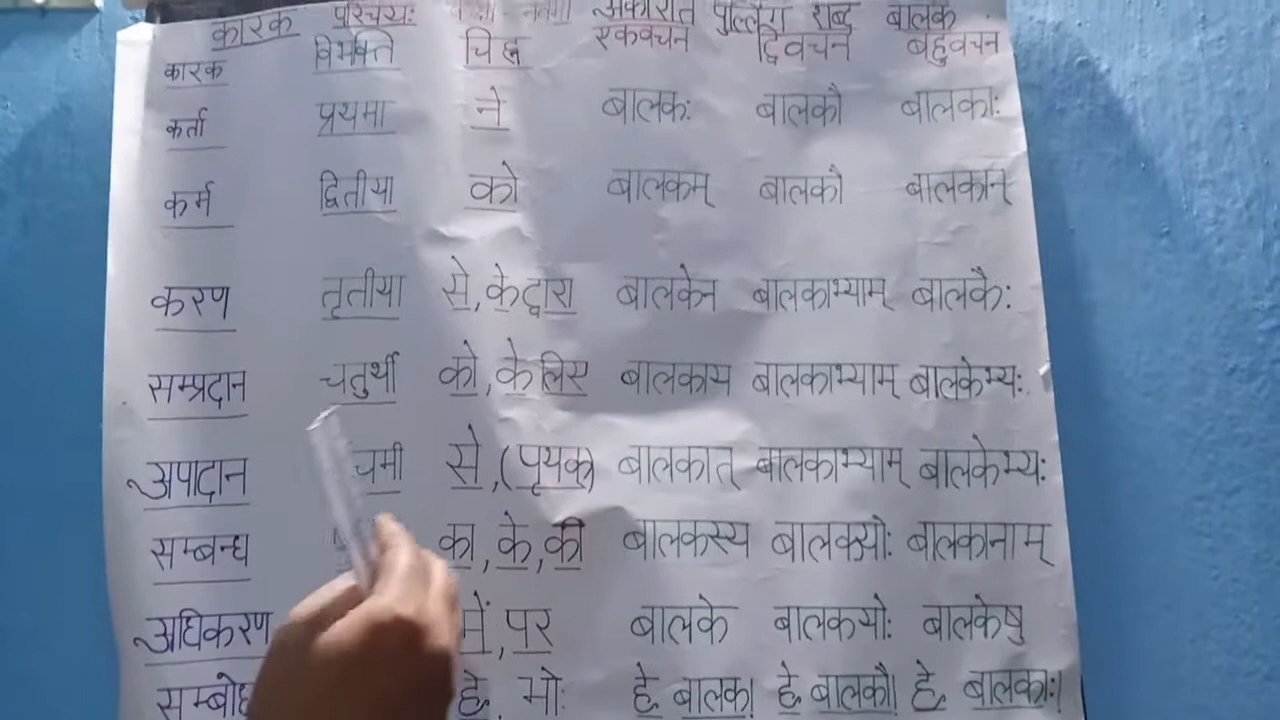 कारक परिचयः अकारांत पुल्लिंग शब्द बालक
कारक विभक्ति चिह्न एकवचन द्विवचन बहुवचन
कर्ता प्रथमा ने बालकः बालकौ बालकाः
कर्म द्वितीया को बालकम् बालकौ बालकान्
करण तृतीया से, के द्वारा बालकेन बालकाभ्याम् बालकैः
सम्प्रदान चतुर्थी को, के लिए बालकाय बालकाभ्याम् बालकेभ्यः
अपादान चमी से, (पृथक) बालकात् बालकाभ्याम् बालकेभ्यः
सम्बन्ध का, के, की बालकस्य बालकयोः बालकानाम्
अधिकरण में, पर बालके बालकयोः बालकेषु
सम्बोध हे, भोः हे बालक! हे बालकौ! हे बालकाः!